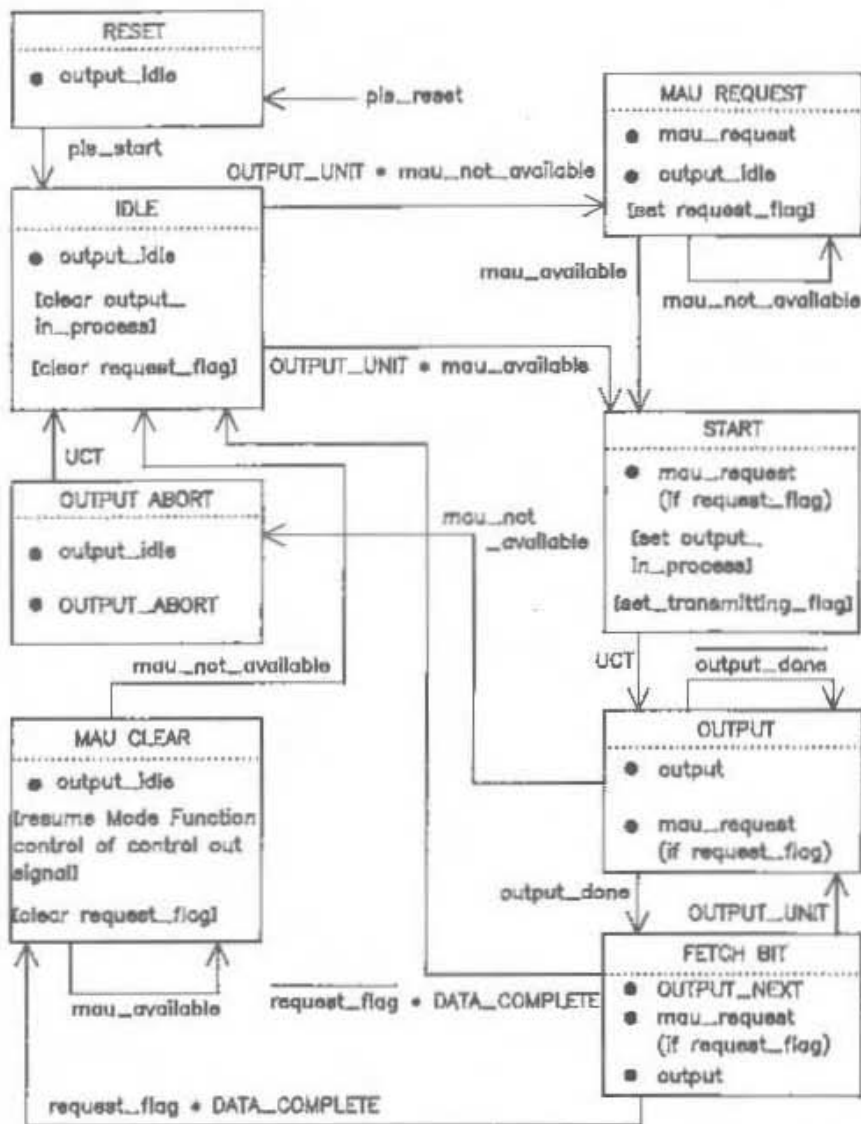 RESET
● output_idle
pls_reset
pls_start
MAU REQUEST
● mau_request
● output_idle
[set request_flag]
OUTPUT_UNIT * mau_not_available
IDLE
● output_idle
[clear output_
in_process]
[clear request_flag]
mau_available
mau_not_available
OUTPUT_UNIT * mau_available
START
● mau_request
(if request_flag)
[set output_
in_process]
[set_transmitting_flag]
UCT
OUTPUT ABORT
● output_idle
● OUTPUT_ABORT
mau_not
_available
mau_not_available
UCT
output_done
MAU CLEAR
● output_idle
[resume Mode Function
control of control out
signal]
[clear request_flag]
OUTPUT
● output
● mau_request
(if request_flag)
output_done
OUTPUT_UNIT
mau_available
request_flag * DATA_COMPLETE
FETCH BIT
● OUTPUT_NEXT
● mau_request
(if request_flag)
■ output
request_flag * DATA_COMPLETE